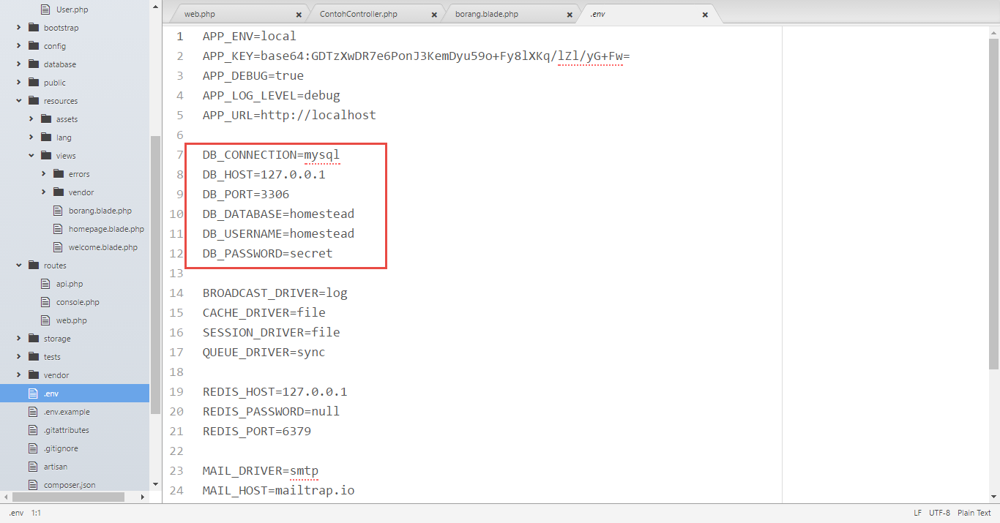 User.php
bootstrap
config
database
public
resources
assets
lang
views
errors
vendor
borang.blade.php
homepage.blade.php
welcome.blade.php
routes
api.php
console.php
web.php
storage
tests
vendor
.env
.env.example
.gitattributes
.gitignore
artisan
composer.json
web.php
ContohController.php
borang.blade.php
.env
1 APP_ENV=local
2 APP_KEY=base64:GDTzXwDR7e6PonJ3KemDyu59o+Fy8lXKq/lZl/yG+Fw=
3 APP_DEBUG=true
4 APP_LOG_LEVEL=debug
5 APP_URL=http://localhost
6
7 DB_CONNECTION=mysql
8 DB_HOST=127.0.0.1
9 DB_PORT=3306
10 DB_DATABASE=homestead
11 DB_USERNAME=homestead
12 DB_PASSWORD=secret
13
14 BROADCAST_DRIVER=log
15 CACHE_DRIVER=file
16 SESSION_DRIVER=file
17 QUEUE_DRIVER=sync
18
19 REDIS_HOST=127.0.0.1
20 REDIS_PASSWORD=null
21 REDIS_PORT=6379
22
23 MAIL_DRIVER=smtp
24 MAIL_HOST=mailtrap.io
.env 1:1 LF UTF-8 Plain Text